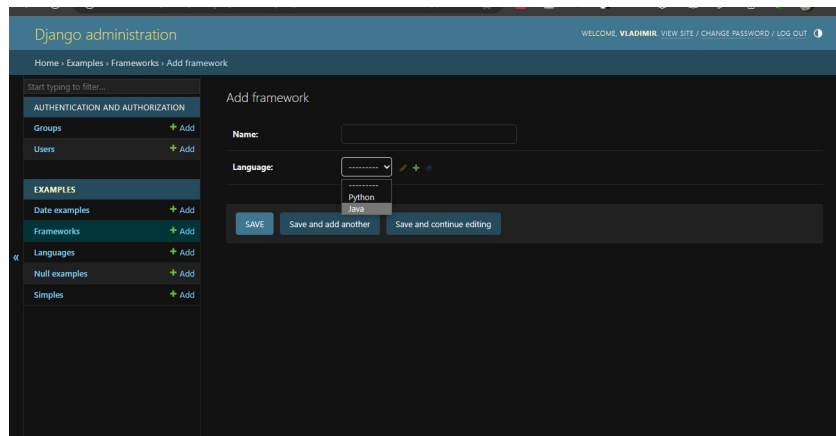 Django administration
WELCOME, VLADIMIR. VIEW SITE / CHANGE PASSWORD / LOG OUT
Home › Examples › Frameworks › Add framework
Start typing to filter...
AUTHENTICATION AND AUTHORIZATION
Groups + Add
Users + Add
EXAMPLES
Date examples + Add
Frameworks + Add
Languages + Add
Null examples + Add
Simples + Add
«
Add framework
Name:
Language: ---------
---------
Python
Java
SAVE Save and add another Save and continue editing